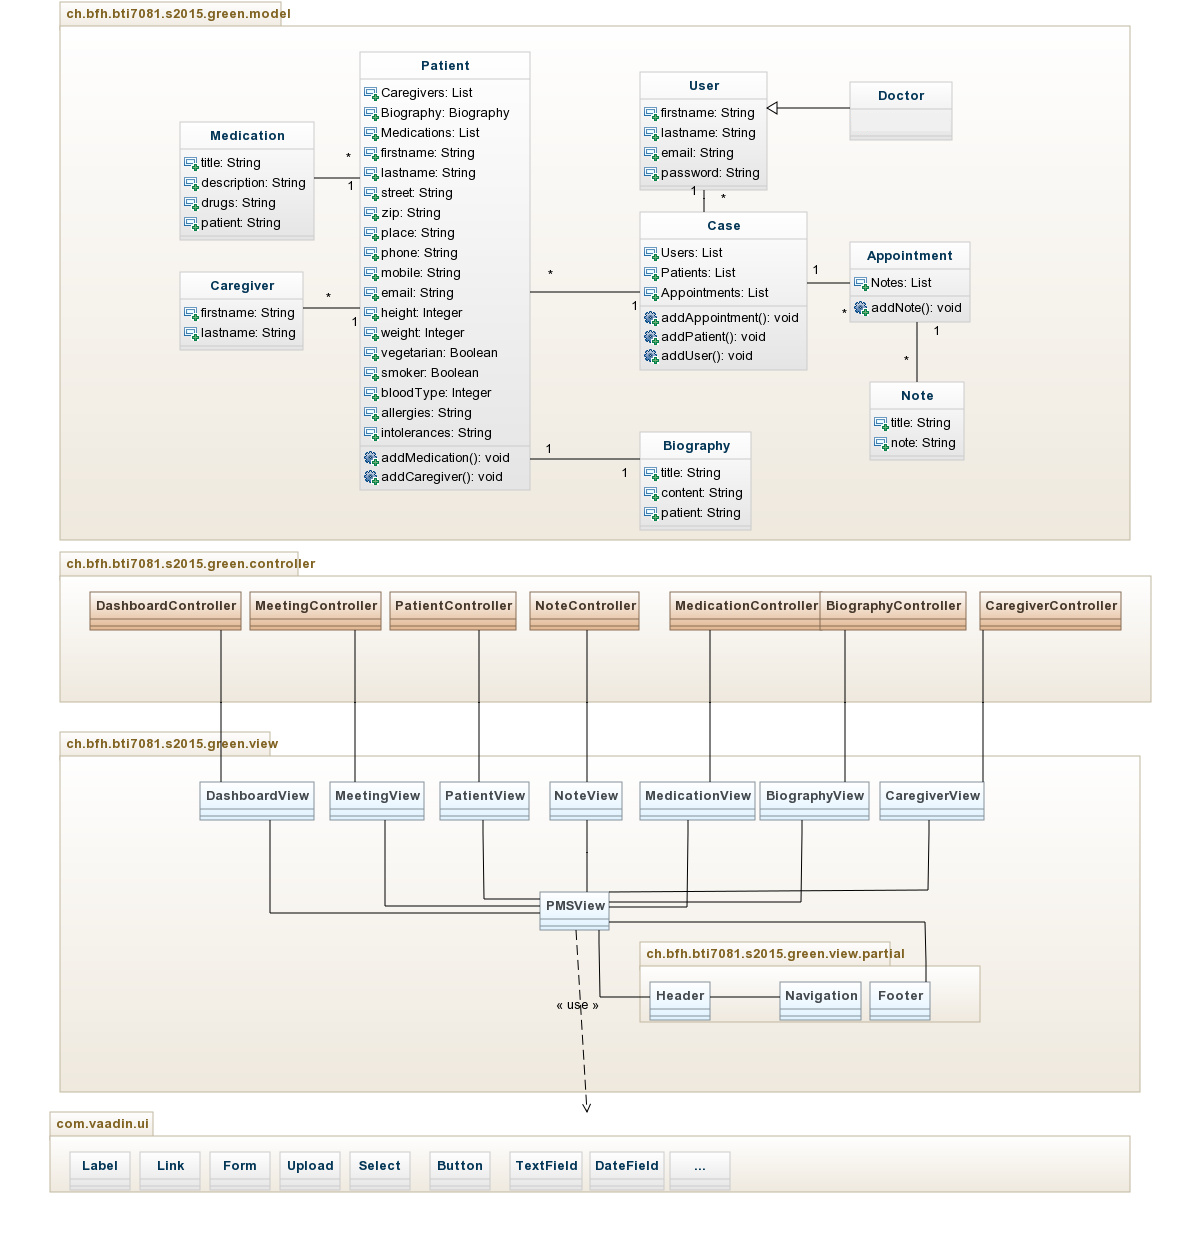 ch.bfh.bti7081.s2015.green.model
Patient
Caregivers: List
Biography: Biography
Medications: List
firstname: String
lastname: String
street: String
zip: String
place: String
phone: String
mobile: String
email: String
height: Integer
weight: Integer
vegetarian: Boolean
smoker: Boolean
bloodType: Integer
allergies: String
intolerances: String
addMedication(): void
addCaregiver(): void
Medication
title: String
description: String
drugs: String
patient: String
*
1
Caregiver
firstname: String
lastname: String
*
1
User
firstname: String
lastname: String
email: String
password: String
Doctor
1
*
Case
Users: List
Patients: List
Appointments: List
addAppointment(): void
addPatient(): void
addUser(): void
*
1
1
*
Appointment
Notes: List
addNote(): void
1
*
Note
title: String
note: String
1
1
Biography
title: String
content: String
patient: String
ch.bfh.bti7081.s2015.green.controller
DashboardController
MeetingController
PatientController
NoteController
MedicationController
BiographyController
CaregiverController
ch.bfh.bti7081.s2015.green.view
DashboardView
MeetingView
PatientView
NoteView
MedicationView
BiographyView
CaregiverView
PMSView
« use »
ch.bfh.bti7081.s2015.green.view.partial
Header
Navigation
Footer
com.vaadin.ui
Label
Link
Form
Upload
Select
Button
TextField
DateField
...